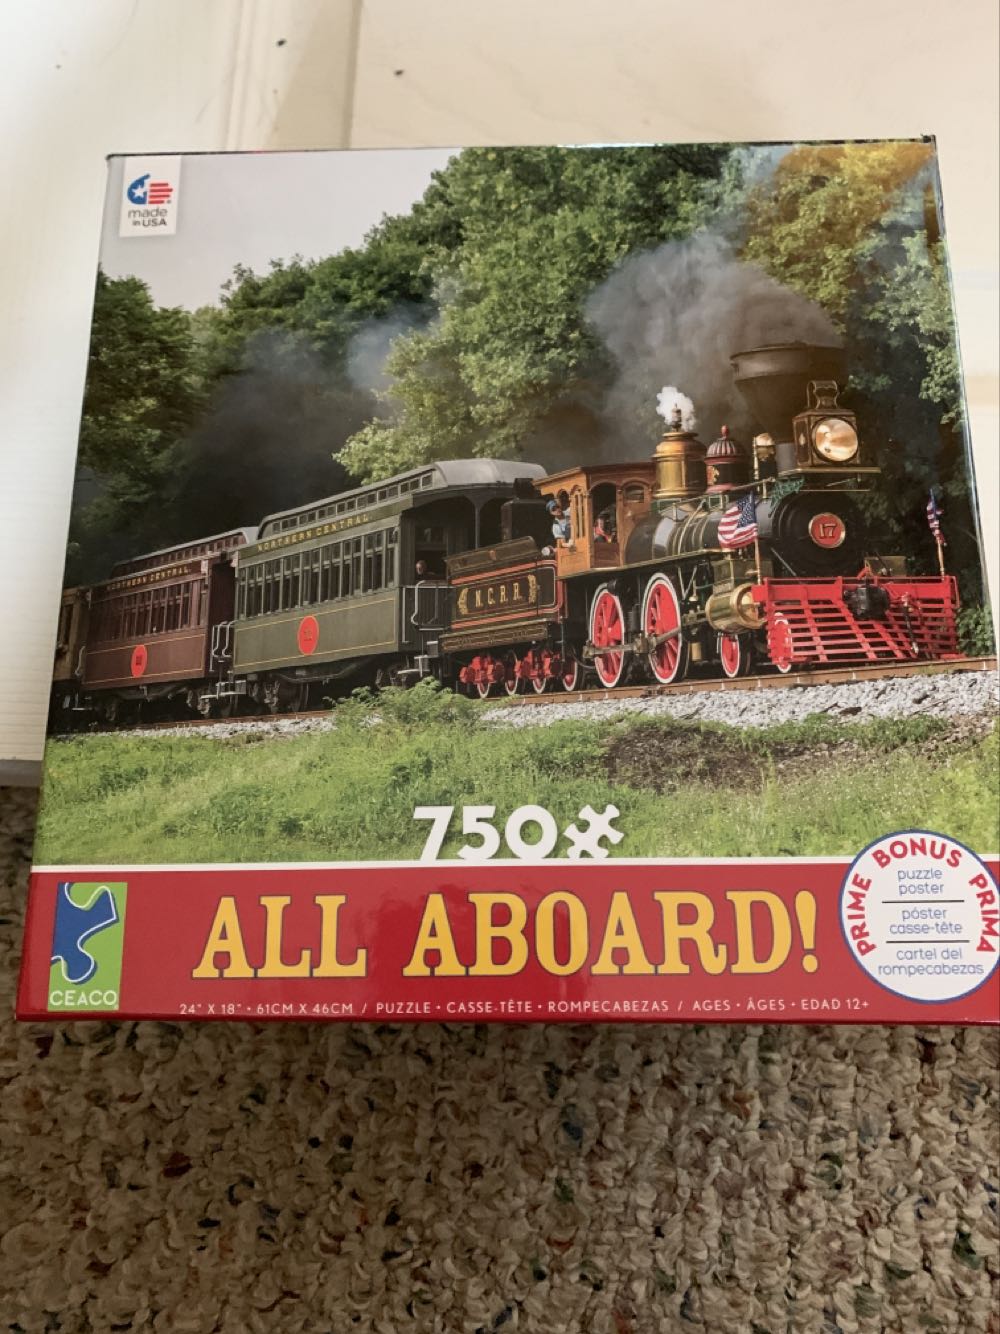 made
in USA
NORTHERN CENTRAL
NORTHERN CENTRAL
N.C.R.R.
17
750
PRIME BONUS PRIMA
puzzle
poster
póster
casse-tête
cartel del
rompecabezas
CEACO
ALL ABOARD!
24" X 18" • 61CM X 46CM / PUZZLE • CASSE-TÊTE • ROMPECABEZAS / AGES • ÂGES • EDAD 12+